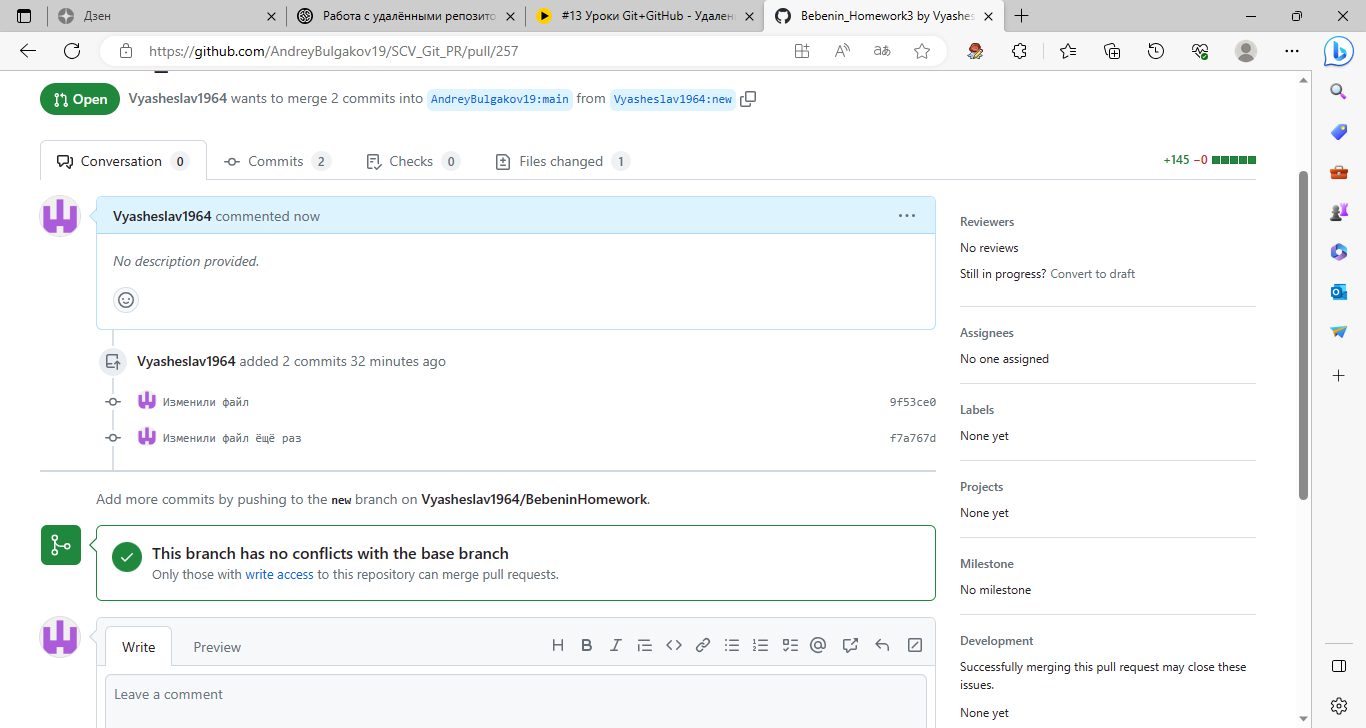 Дзен
Работа с удалёнными репозито
#13 Уроки Git+GitHub - Удален
Bebenin_Homework3 by Vyashes
https://github.com/AndreyBulgakov19/SCV_Git_PR/pull/257
Open
Vyasheslav1964 wants to merge 2 commits into AndreyBulgakov19:main from Vyasheslav1964:new
Conversation 0
Commits 2
Checks 0
Files changed 1
+145 −0
Vyasheslav1964 commented now
No description provided.
Vyasheslav1964 added 2 commits 32 minutes ago
Изменили файл 9f53ce0
Изменили файл ёщё раз f7a767d
Add more commits by pushing to the new branch on Vyasheslav1964/BebeninHomework.
This branch has no conflicts with the base branch
Only those with write access to this repository can merge pull requests.
Write
Preview
Leave a comment
Reviewers
No reviews
Still in progress? Convert to draft
Assignees
No one assigned
Labels
None yet
Projects
None yet
Milestone
No milestone
Development
Successfully merging this pull request may close these
issues.
None yet